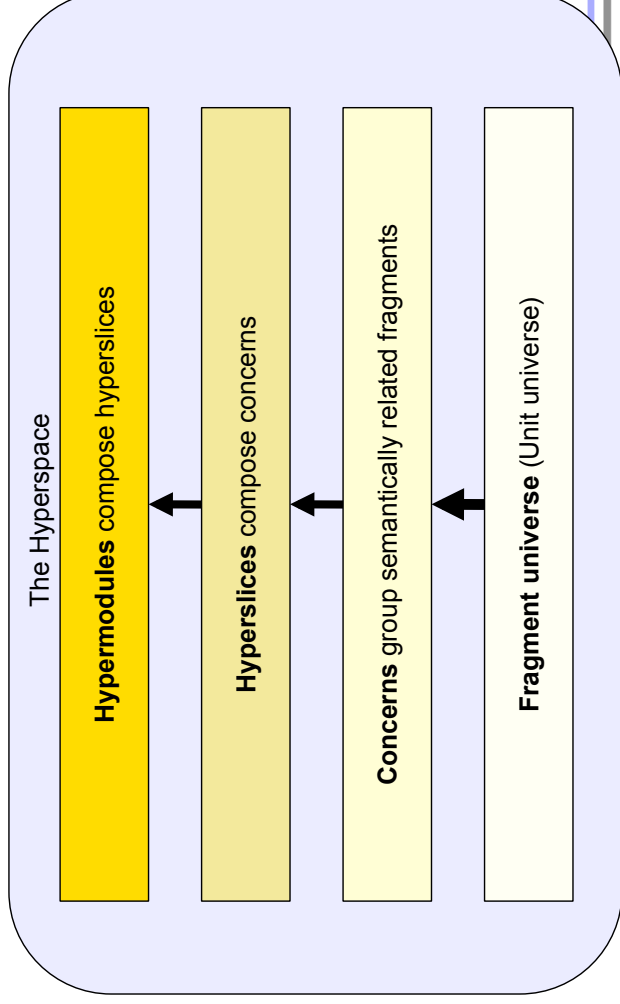 The Hyperspace
Hypermodules compose hyperslices
Hyperslices compose concerns
Concerns group semantically related fragments
Fragment universe (Unit universe)